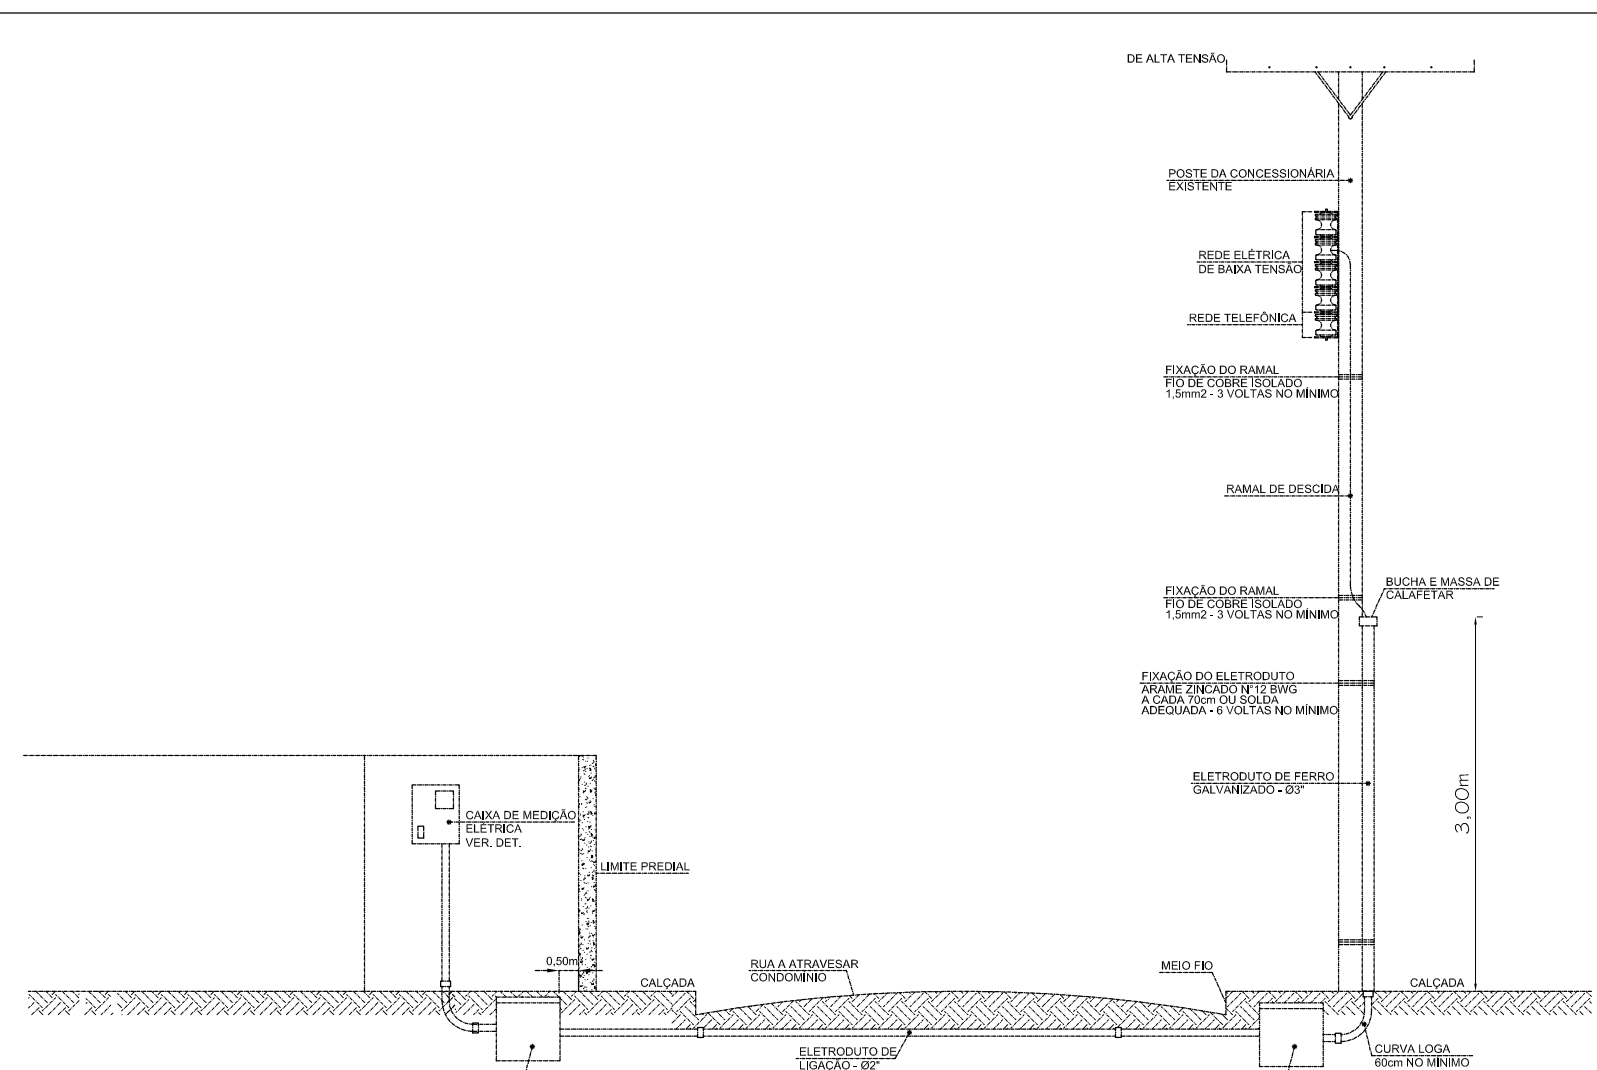 DE ALTA TENSÃO
POSTE DA CONCESSIONÁRIA
EXISTENTE
REDE ELÉTRICA
DE BAIXA TENSÃO
REDE TELEFÔNICA
FIXAÇÃO DO RAMAL
FIO DE COBRE ISOLADO
1,5mm2 - 3 VOLTAS NO MÍNIMO
RAMAL DE DESCIDA
BUCHA E MASSA DE
CALAFETAR
FIXAÇÃO DO RAMAL
FIO DE COBRE ISOLADO
1,5mm2 - 3 VOLTAS NO MÍNIMO
FIXAÇÃO DO ELETRODUTO
ARAME ZINCADO N°12 BWG
A CADA 70cm OU SOLDA
ADEQUADA - 6 VOLTAS NO MÍNIMO
ELETRODUTO DE FERRO
GALVANIZADO - Ø3"
3,00m
CAIXA DE MEDIÇÃO
ELÉTRICA
VER. DET.
LIMITE PREDIAL
0,50m
CALÇADA
RUA A ATRAVESAR
CONDOMINIO
MEIO FIO
CALÇADA
ELETRODUTO DE
LIGAÇÃO - Ø2"
CURVA LOGA
60cm NO MÍNIMO